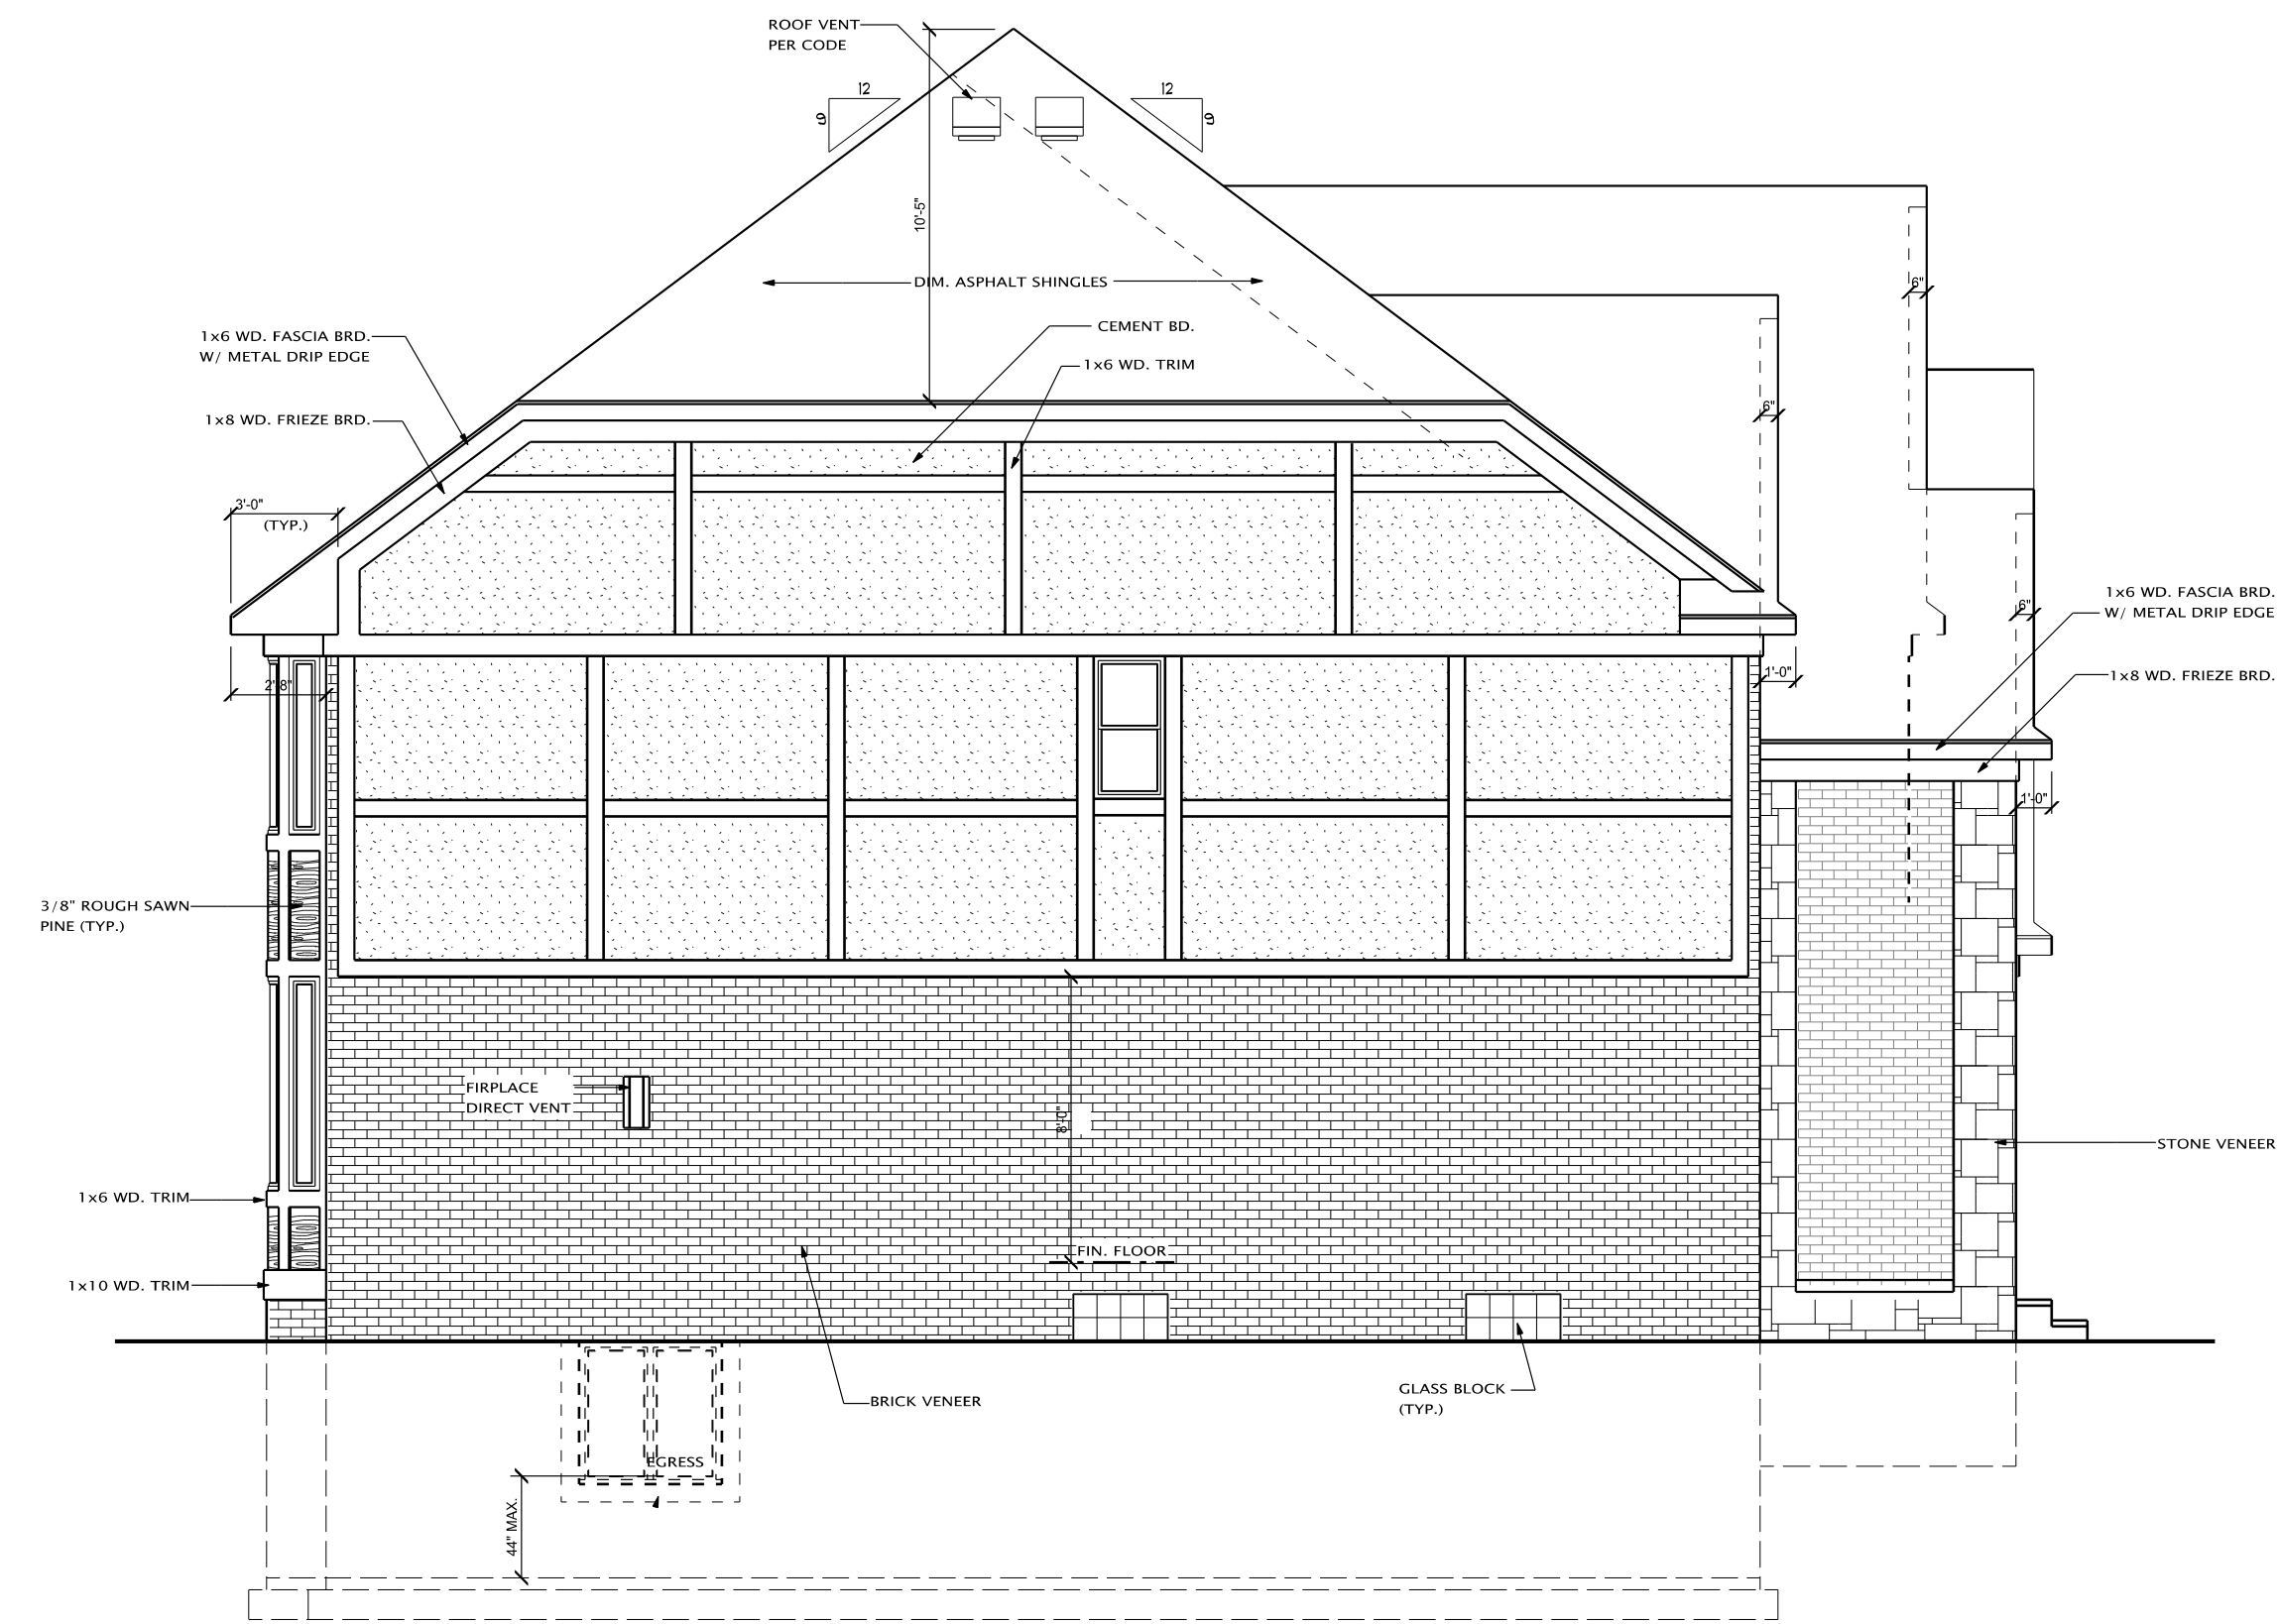 ROOF VENT
PER CODE
12
9
12
9
10'-5"
DIM. ASPHALT SHINGLES
6"
1x6 WD. FASCIA BRD.
W/ METAL DRIP EDGE
CEMENT BD.
1x6 WD. TRIM
6"
1x8 WD. FRIEZE BRD.
3'-0"
(TYP.)
1x6 WD. FASCIA BRD.
W/ METAL DRIP EDGE
6"
2'-8"
1'-0"
1x8 WD. FRIEZE BRD.
1'-0"
3/8" ROUGH SAWN
PINE (TYP.)
FIRPLACE
DIRECT VENT
8'-0"
STONE VENEER
1x6 WD. TRIM
FIN. FLOOR
1x10 WD. TRIM
GLASS BLOCK
(TYP.)
BRICK VENEER
EGRESS
44" MAX.